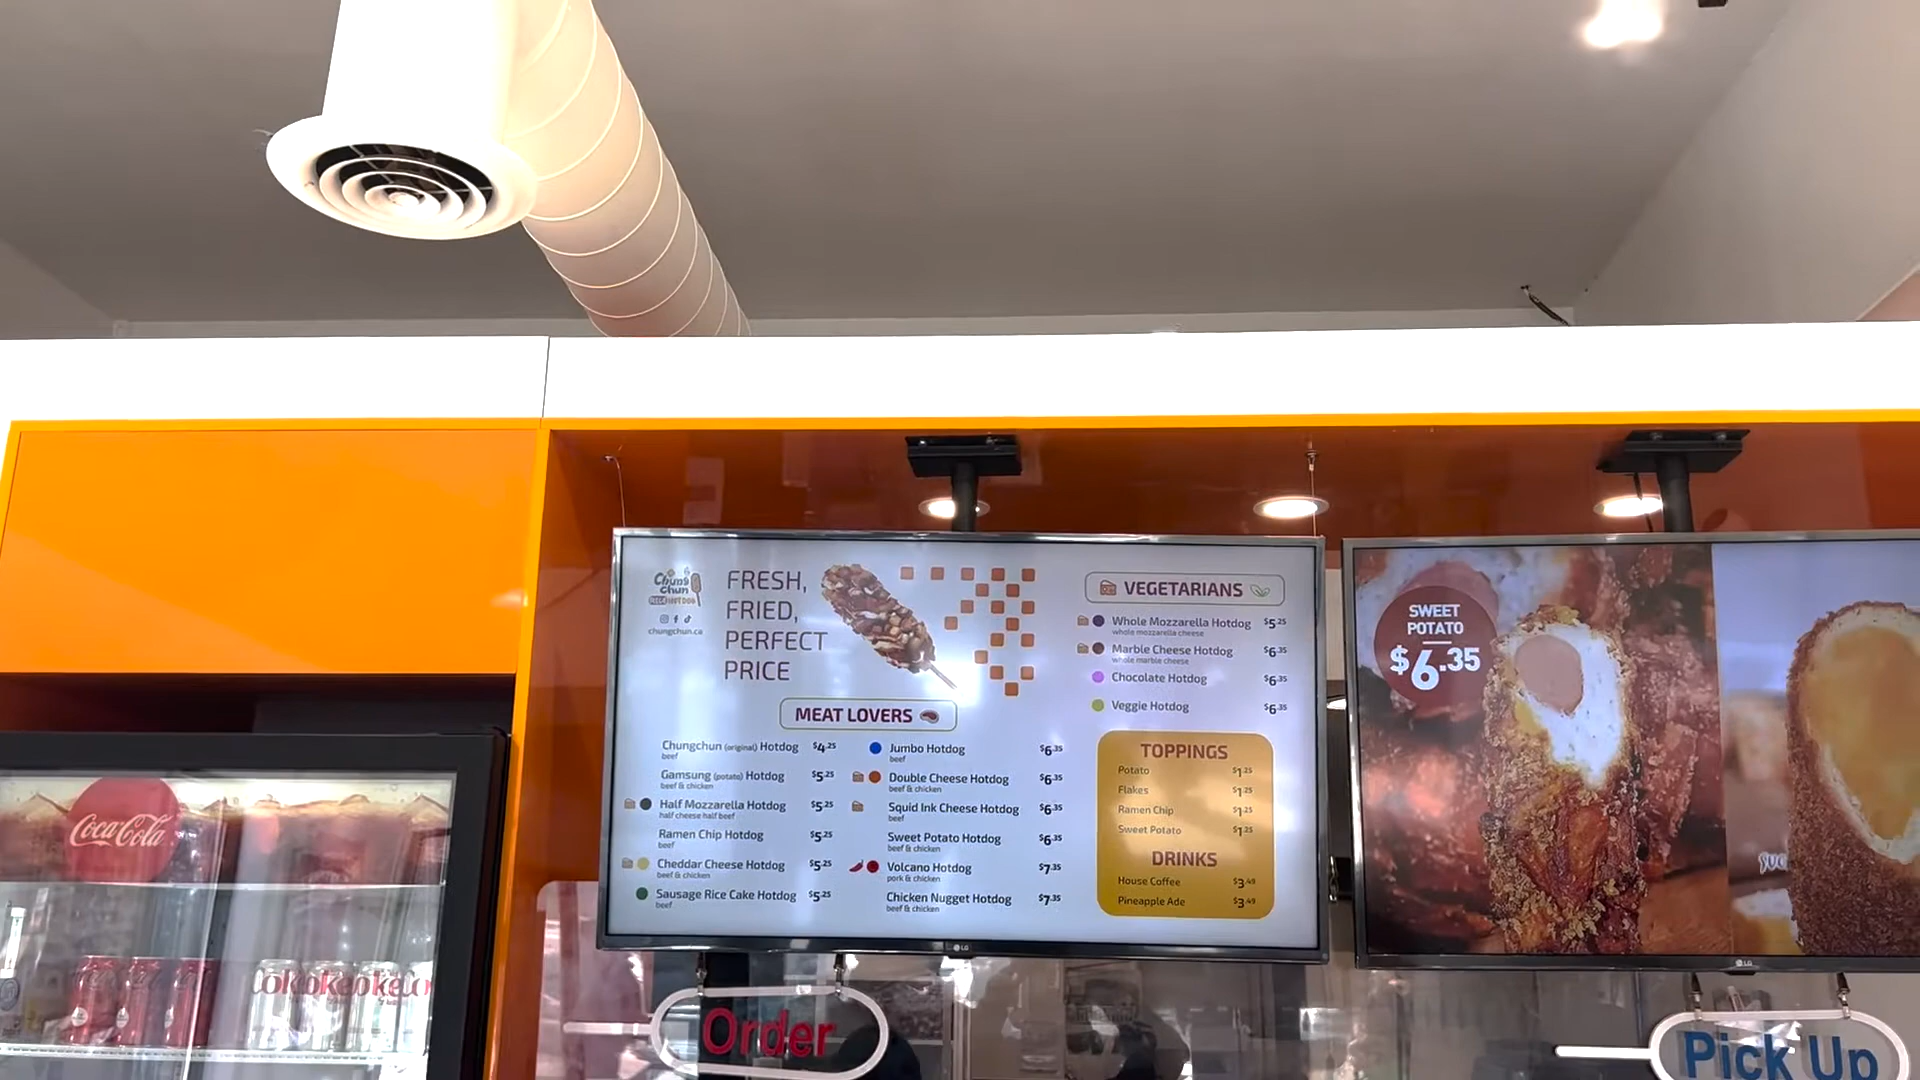 Chung
Chun
RICE HOT DOG
chungchun.ca
FRESH,
FRIED,
PERFECT
PRICE
MEAT LOVERS
Chungchun (original) Hotdog $4.25
beef
Gamsung (potato) Hotdog $5.25
beef & chicken
Half Mozzarella Hotdog $5.25
half cheese half beef
Ramen Chip Hotdog $5.25
beef
Cheddar Cheese Hotdog $5.25
beef & chicken
Sausage Rice Cake Hotdog $5.25
beef
Jumbo Hotdog $6.35
beef
Double Cheese Hotdog $6.35
beef & chicken
Squid Ink Cheese Hotdog $6.35
beef
Sweet Potato Hotdog $6.35
beef & chicken
Volcano Hotdog $7.35
pork & chicken
Chicken Nugget Hotdog $7.35
beef & chicken
VEGETARIANS
Whole Mozzarella Hotdog $5.25
whole mozzarella cheese
Marble Cheese Hotdog $6.35
whole marble cheese
Chocolate Hotdog $6.35
Veggie Hotdog $6.35
TOPPINGS
Potato $1.25
Flakes $1.25
Ramen Chip $1.25
Sweet Potato $1.25
DRINKS
House Coffee $3.49
Pineapple Ade $3.49
LG
SWEET
POTATO
$6.35
LG
Coca-Cola
Order
Pick Up